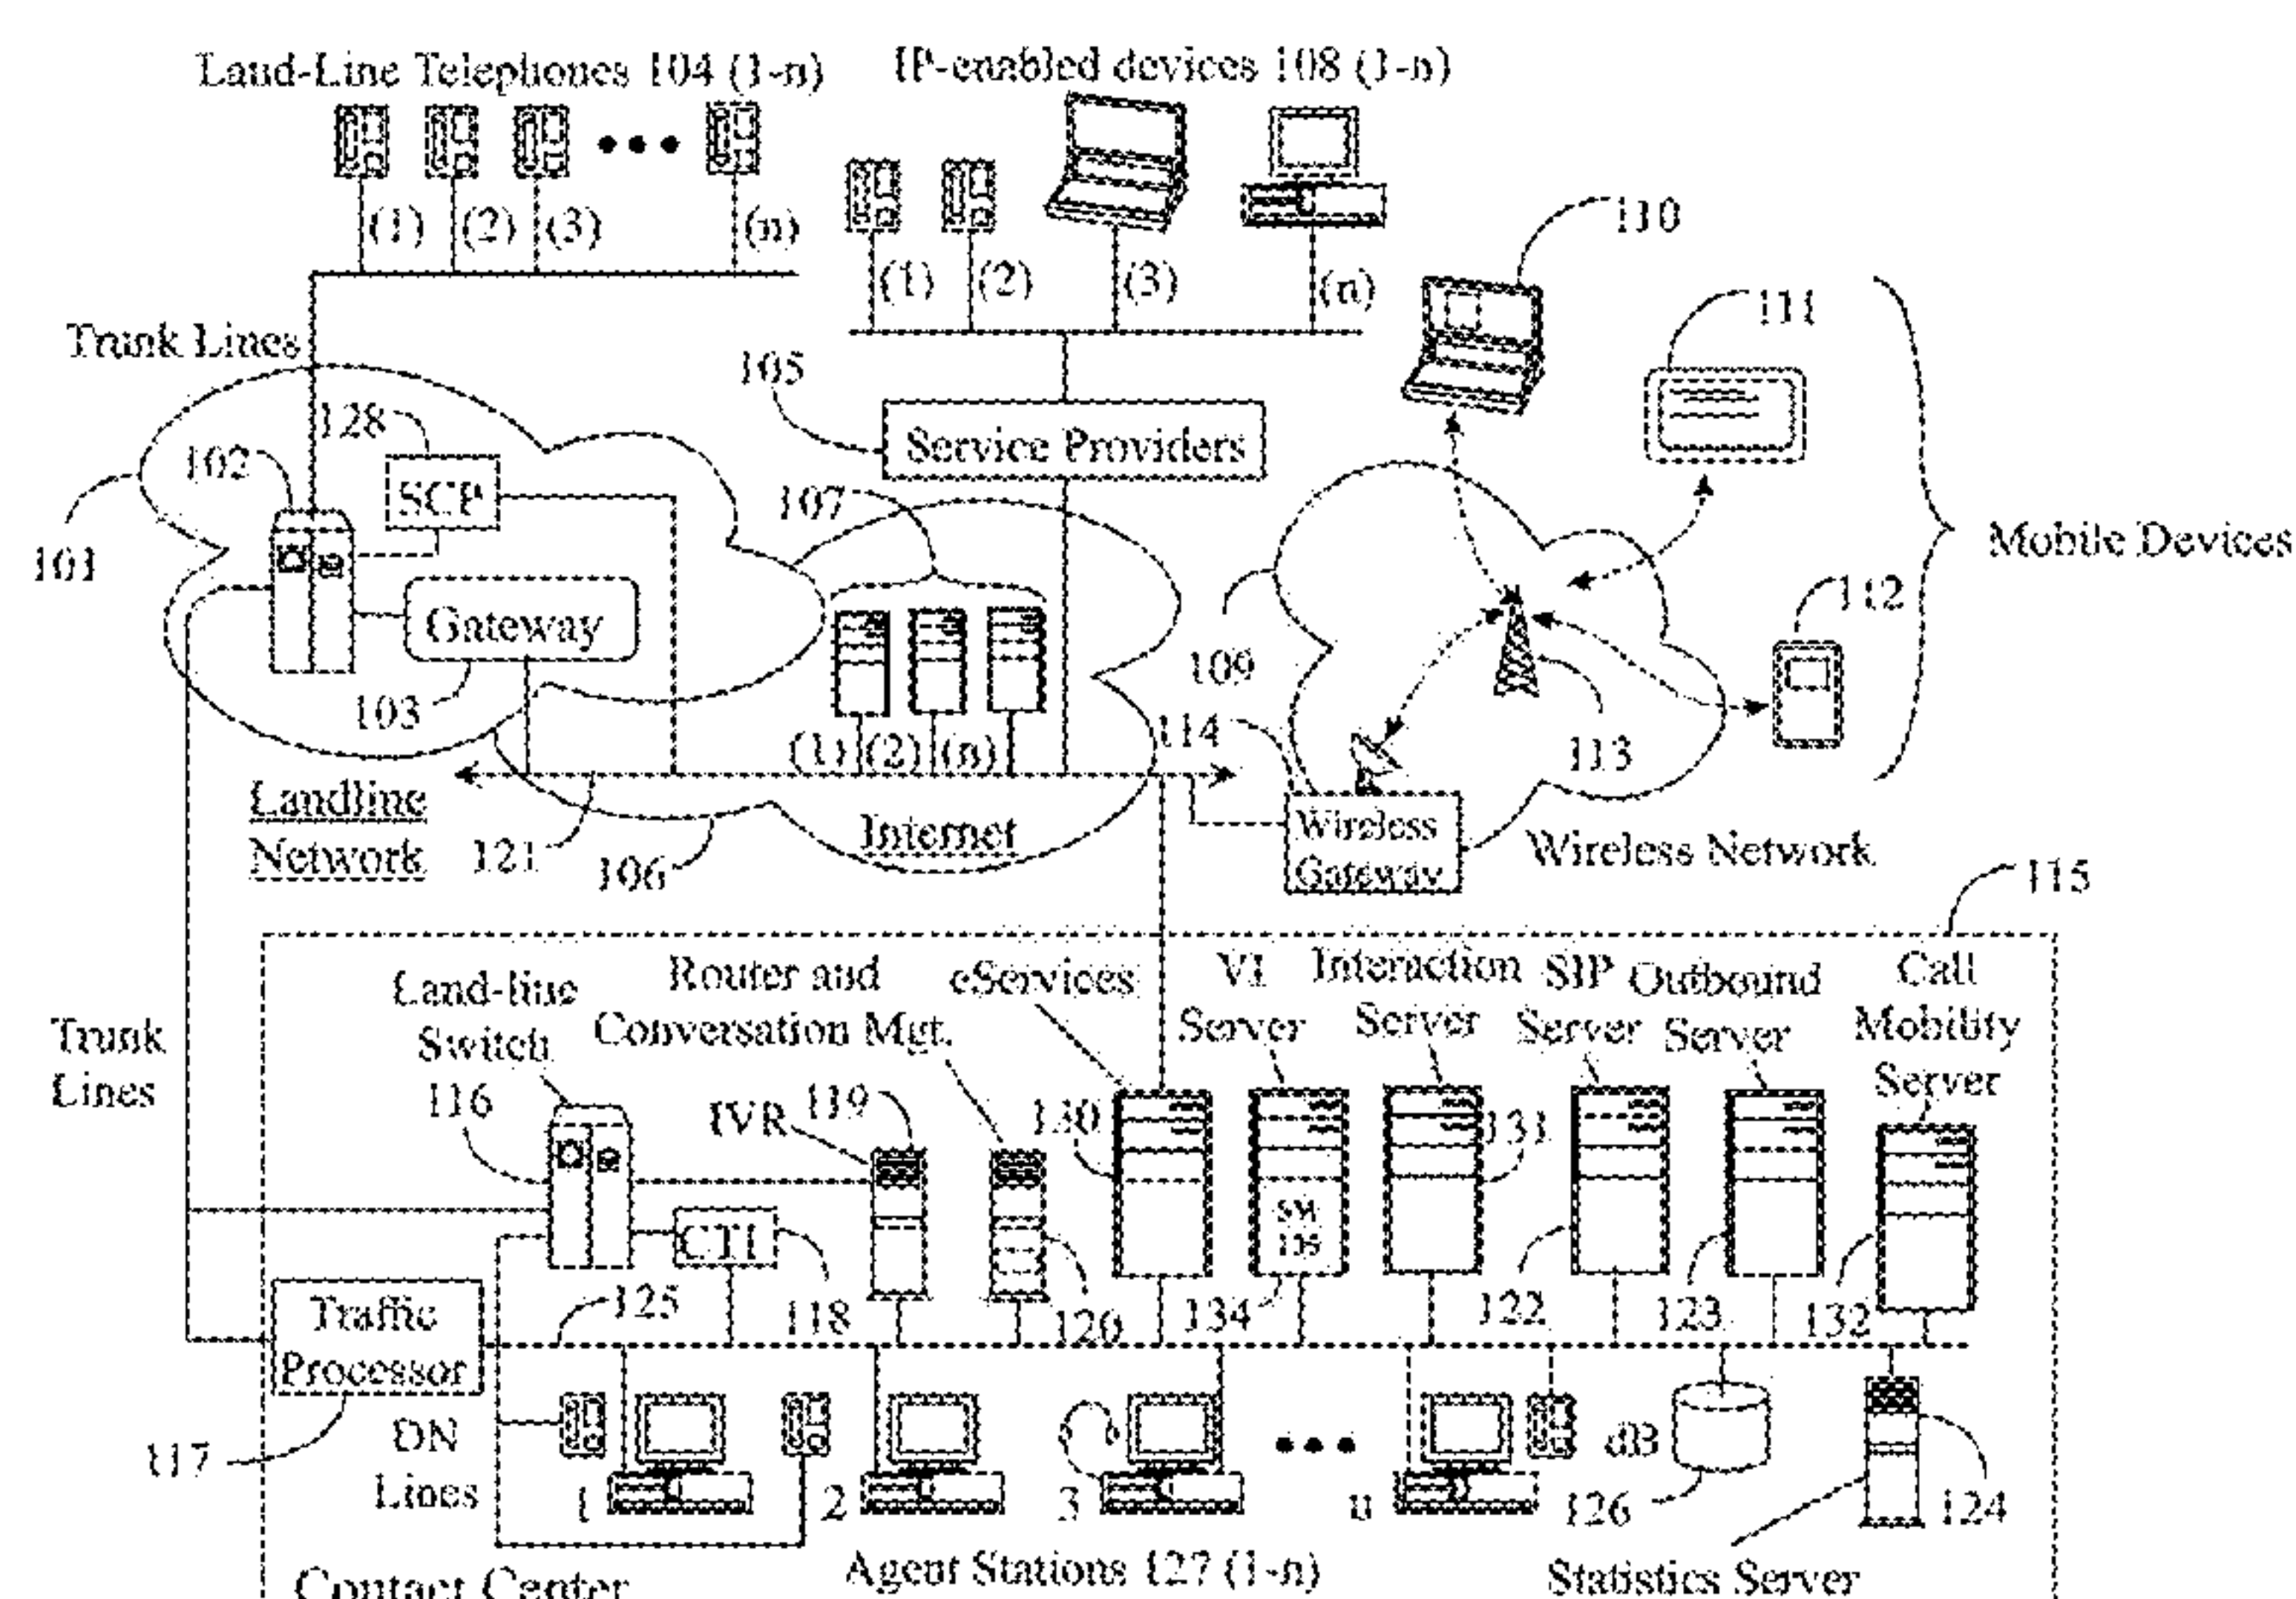 Land-Line Telephones 104 (1-n)
IP-enabled devices 108 (1-n)
(1) (2) (3) (n)
(1) (2) (3) (n)
110
111
Trunk Lines
105
128
102
Service Providers
SCP
107
101
Mobile Devices
112
Gateway
109
103
114
113
(1) (2) (n)
Landline
Network
121
106
Internet
Wireless
Gateway
Wireless Network
115
Land-line
Switch
116
Router and
Conversation Mgt.
eServices
VI
Server
Interaction
Server
SIP
Server
Outbound
Server
Call
Mobility
Server
Trunk
Lines
IVR
119
130
131
CTI
SM
125
118
120
134
122
123
132
Traffic
Processor
117
DN
Lines
1
2
3
n
dB
126
124
Agent Stations 127 (1-n)
Statistics Server
Contact Center